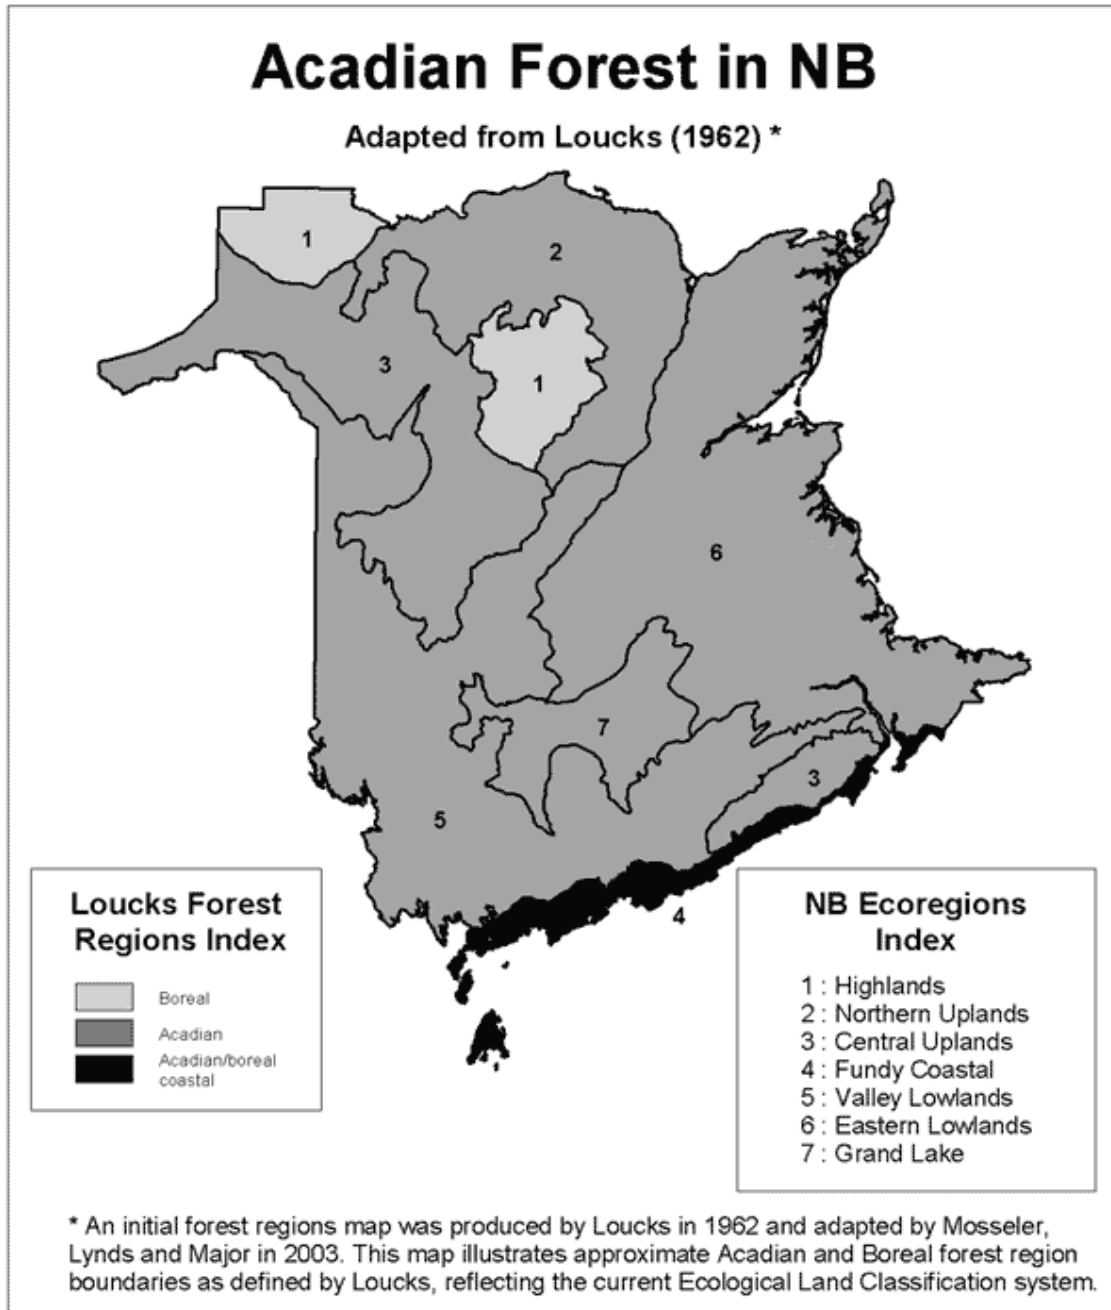 Acadian Forest in NB
Adapted from Loucks (1962) *
1
2
3
1
6
7
3
5
4
Loucks Forest
Regions Index
Boreal
Acadian
Acadian/boreal
coastal
NB Ecoregions
Index
1 : Highlands
2 : Northern Uplands
3 : Central Uplands
4 : Fundy Coastal
5 : Valley Lowlands
6 : Eastern Lowlands
7 : Grand Lake
* An initial forest regions map was produced by Loucks in 1962 and adapted by Mosseler,
Lynds and Major in 2003. This map illustrates approximate Acadian and Boreal forest region
boundaries as defined by Loucks, reflecting the current Ecological Land Classification system.